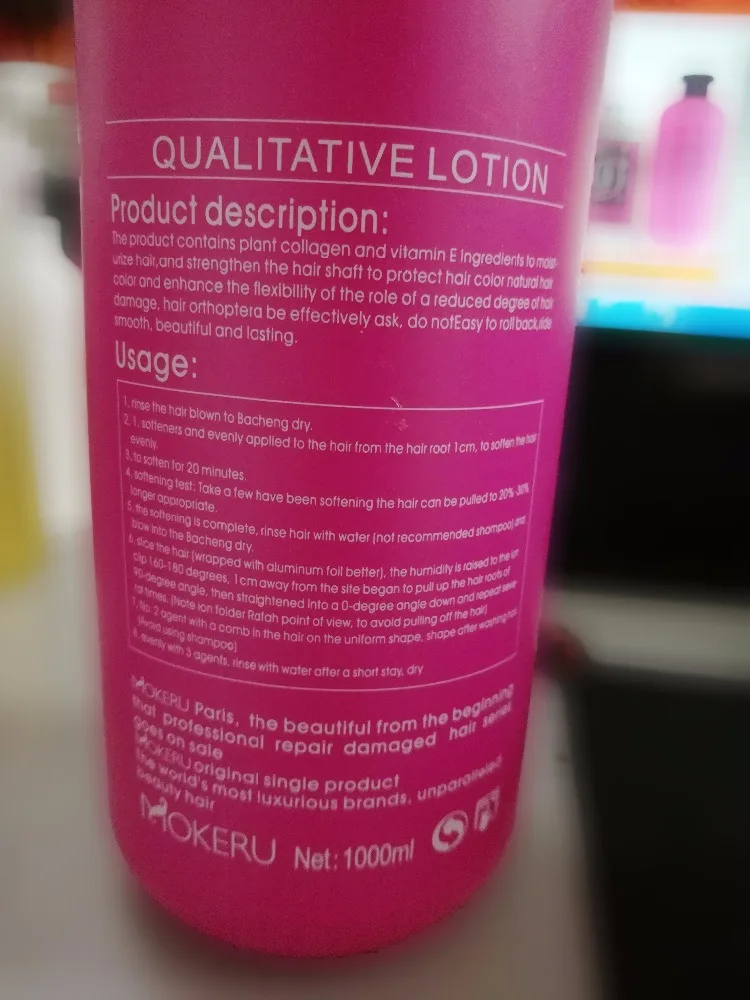 QUALITATIVE LOTION
Product description:
The product contains plant collagen and vitamin E Ingredients to moist-
urize hair,and strengthen the hair shaft to protect hair color natural hair
color and enhance the flexibility of the role of a reduced degree of hair
damage, hair orthoptera be effectively ask, do notEasy to roll back,
smooth, beautiful and lasting.
Usage:
1, rinse the hair blown to Bacheng dry.
2, 1, softeners and evenly applied to the hair from the hair root 1cm, to soften the hair
evenly.
3, to soften for 20 minutes.
4, softening test: Take a few have been softening the hair can be pulled to 20%-30%
longer appropriate.
5, the softening is complete, rinse hair with water (not recommended shampoo) and
blow into the Bacheng dry.
6, slice the hair (wrapped with aluminum foil better), the humidity is raised to the ion
clip 160-180 degrees, 1cm away from the site began to pull up the hair roots of
90-degree angle, then straightened Into a 0-degree angle down and repeat seve-
ral times. (Note ion folder Rafah point of view, to avoid pulling off the hair)
7, No. 2 agent with a comb in the hair on the uniform shape, shape after washing hair.
(Avoid using shampoo)
8, evenly with 3 agents, rinse with water after a short stay, dry
MOKERU Paris, the beautiful from the beginning
that professional repair damaged hair series
goes on sale
MOKERU original single product
the world's most luxurious brands, unparalleled
beauty hair
MOKERU Net: 1000ml